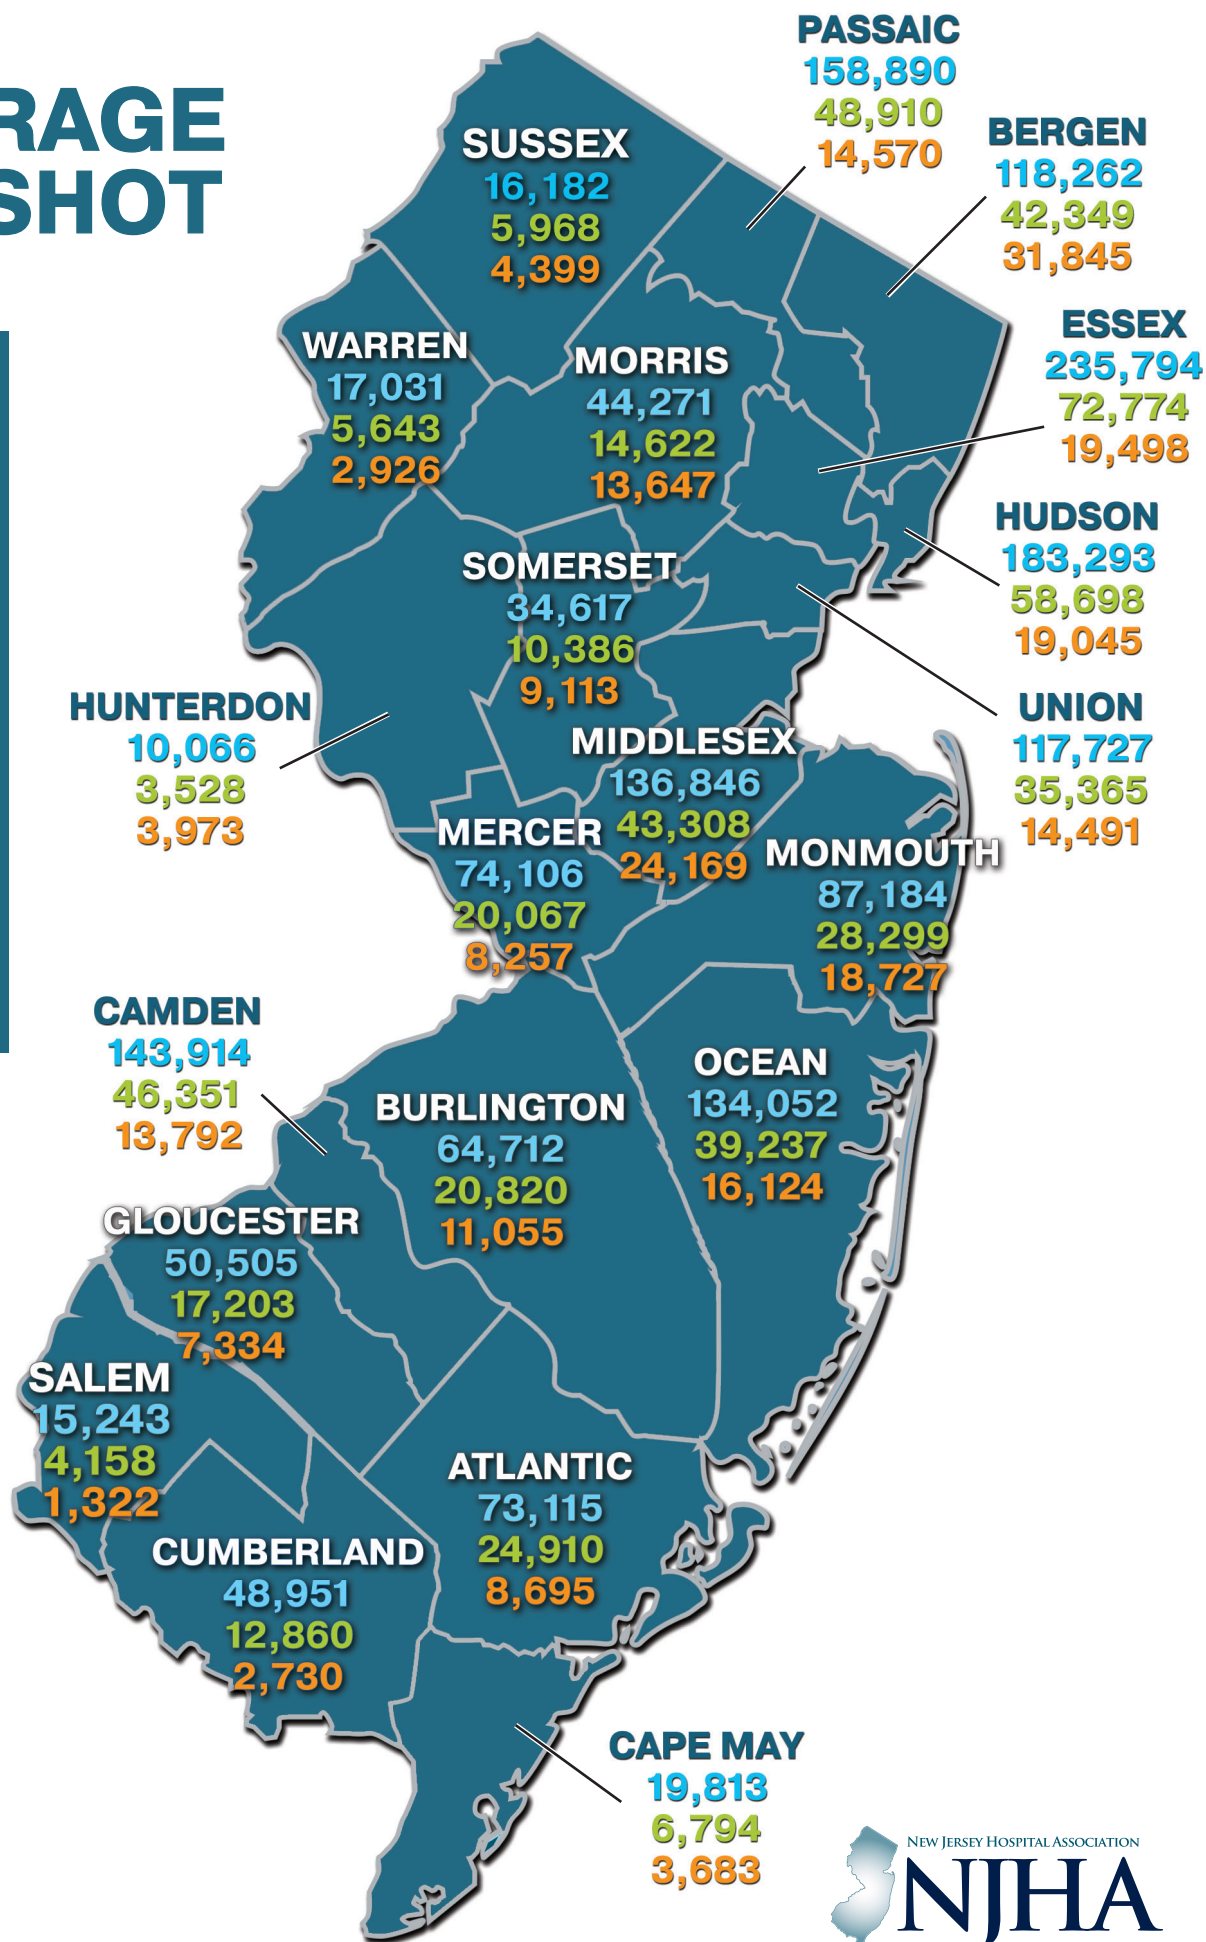 RAGE
SHOT
PASSAIC
158,890
48,910
14,570
BERGEN
118,262
42,349
31,845
SUSSEX
16,182
5,968
4,399
ESSEX
235,794
72,774
19,498
WARREN
17,031
5,643
2,926
MORRIS
44,271
14,622
13,647
HUDSON
183,293
58,698
19,045
SOMERSET
34,617
10,386
9,113
HUNTERDON
10,066
3,528
3,973
UNION
117,727
35,365
14,491
MIDDLESEX
136,846
43,308
24,169
MERCER
74,106
20,067
8,257
MONMOUTH
87,184
28,299
18,727
CAMDEN
143,914
46,351
13,792
OCEAN
134,052
39,237
16,124
BURLINGTON
64,712
20,820
11,055
GLOUCESTER
50,505
17,203
7,334
SALEM
15,243
4,158
1,322
ATLANTIC
73,115
24,910
8,695
CUMBERLAND
48,951
12,860
2,730
CAPE MAY
19,813
6,794
3,683
NEW JERSEY HOSPITAL ASSOCIATION
NJHA